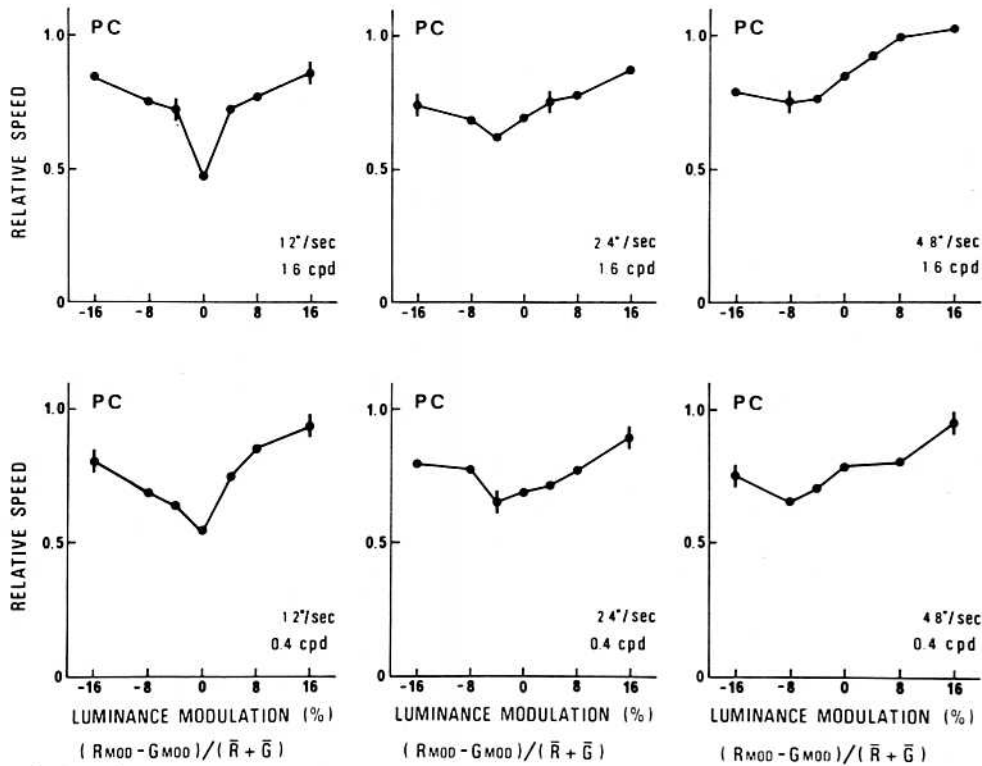 PC
PC
PC
1.0
0.5
0
RELATIVE SPEED
1 2°/sec
1 6 cpd
-16 -8 0 8 16
1.0
0.5
0
2 4°/sec
1 6 cpd
-16 -8 0 8 16
1.0
0.5
0
4 8°/sec
1 6 cpd
-16 -8 0 8 16
PC
PC
PC
1.0
0.5
0
RELATIVE SPEED
1 2°/sec
0.4 cpd
-16 -8 0 8 16
LUMINANCE MODULATION (%)
(RMOD - GMOD)/(R̄ + Ḡ)
1.0
0.5
0
2 4°/sec
0.4 cpd
-16 -8 0 8 16
LUMINANCE MODULATION (%)
(RMOD - GMOD)/(R̄ + Ḡ)
1.0
0.5
0
4 8°/sec
0.4 cpd
-16 -8 0 8 16
LUMINANCE MODULATION (%)
(RMOD - GMOD)/(R̄ + Ḡ)